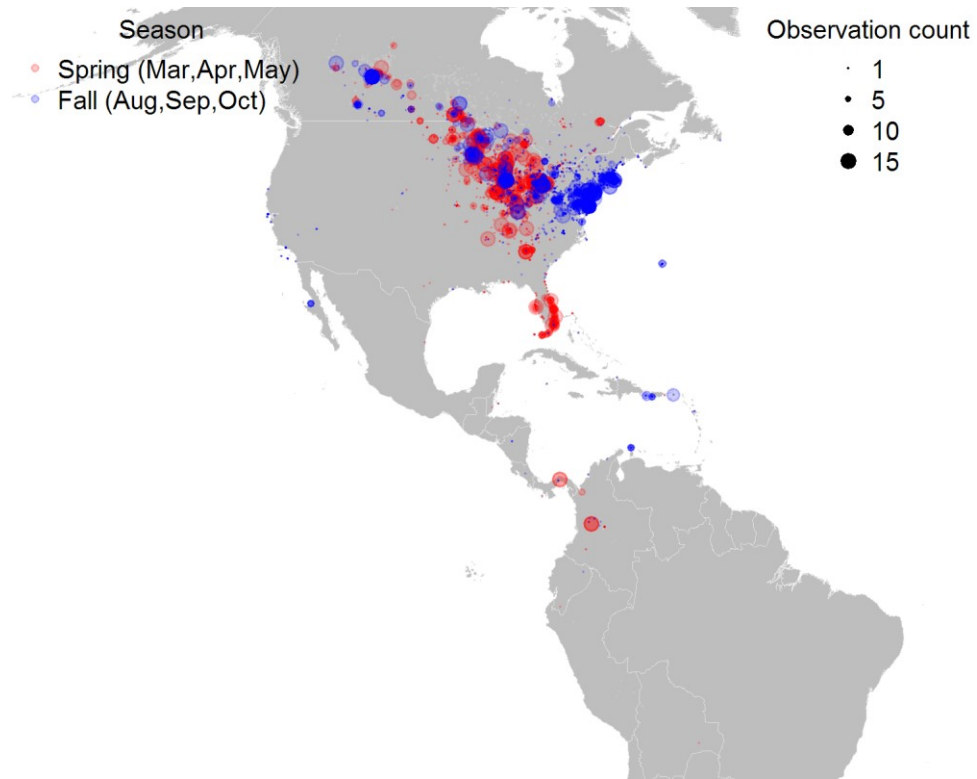 Season
Spring (Mar,Apr,May)
Fall (Aug,Sep,Oct)
Observation count
1
5
10
15